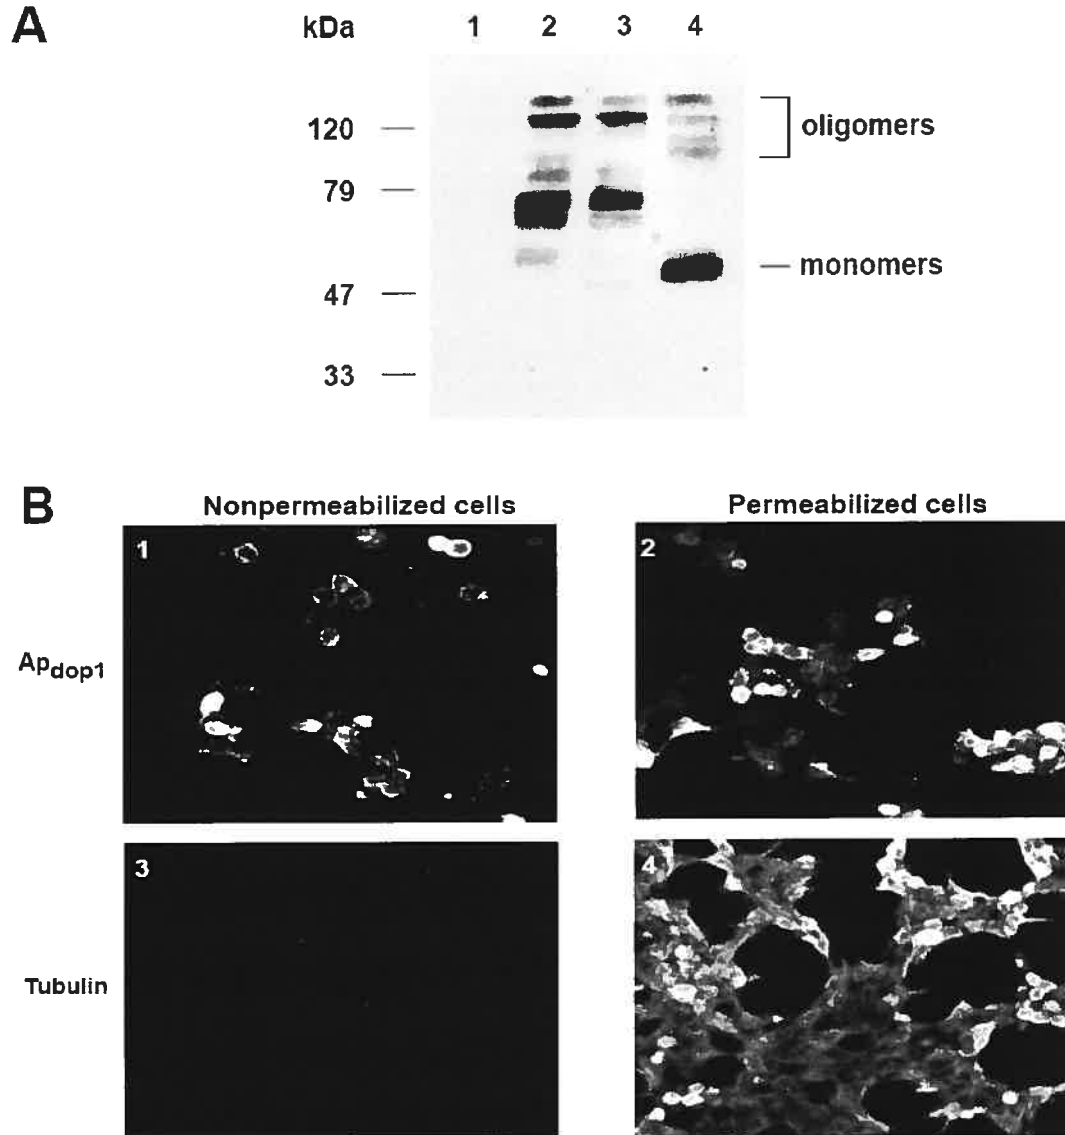 A
kDa 1 2 3 4
120
79
47
33
oligomers
monomers
B
Nonpermeabilized cells Permeabilized cells
Apdop1
Tubulin
1
2
3
4